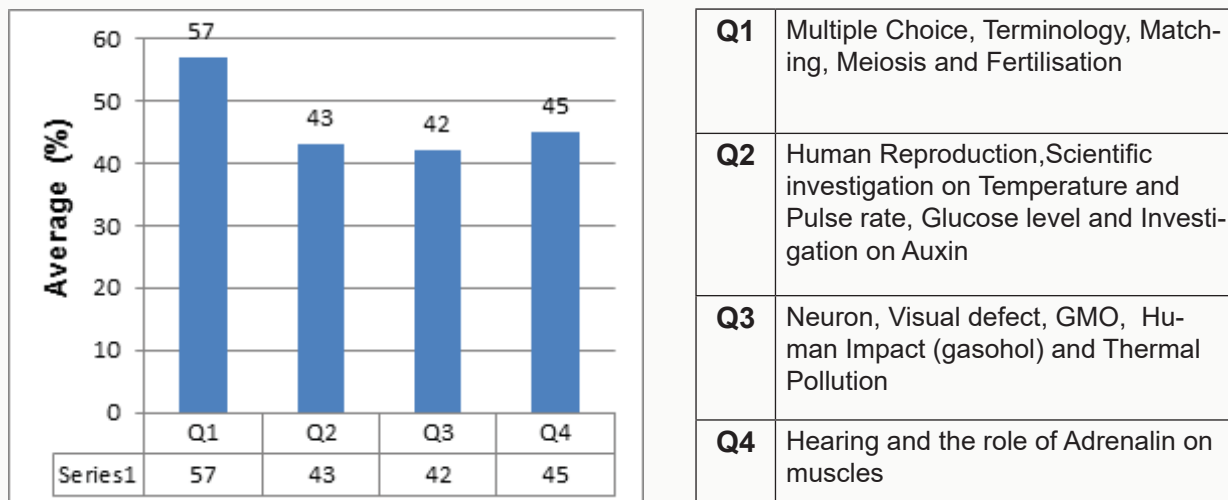 57
60
50
43
42
45
40
30
20
10
0
Average (%)
Q1 Q2 Q3 Q4
Series1 57 43 42 45
Q1 Multiple Choice, Terminology, Match-
ing, Meiosis and Fertilisation
Q2 Human Reproduction,Scientific
investigation on Temperature and
Pulse rate, Glucose level and Investi-
gation on Auxin
Q3 Neuron, Visual defect, GMO, Hu-
man Impact (gasohol) and Thermal
Pollution
Q4 Hearing and the role of Adrenalin on
muscles